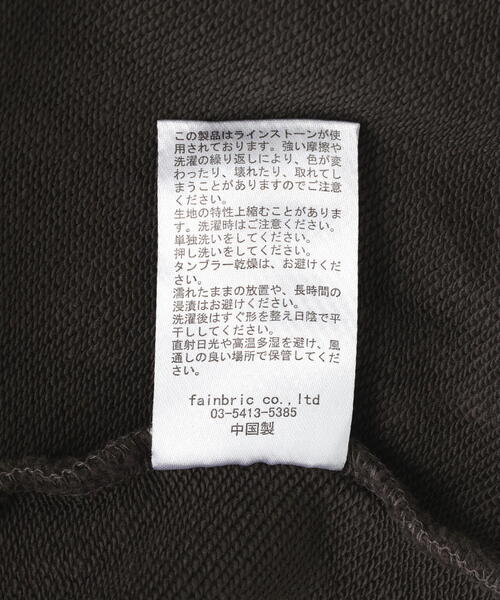 この製品はラインストーンが使
用されております。強い摩擦や
洗濯の繰り返しにより、色が変
わったり、壊れたり、取れてし
まうことがありますのでご注意
ください。
生地の特性上縮むことがありま
す。洗濯時はご注意ください。
単独洗いをしてください。
押し洗いをしてください。
タンブラー乾燥は、お避けくだ
さい。
濡れたままの放置や、長時間の
浸漬はお避けください。
洗濯後はすぐ形を整え日陰で平
干ししてください。
直射日光や高温多湿を避け、風
通しの良い場所で保管してくだ
さい。
fainbric co.,ltd
03-5413-5385
中国製